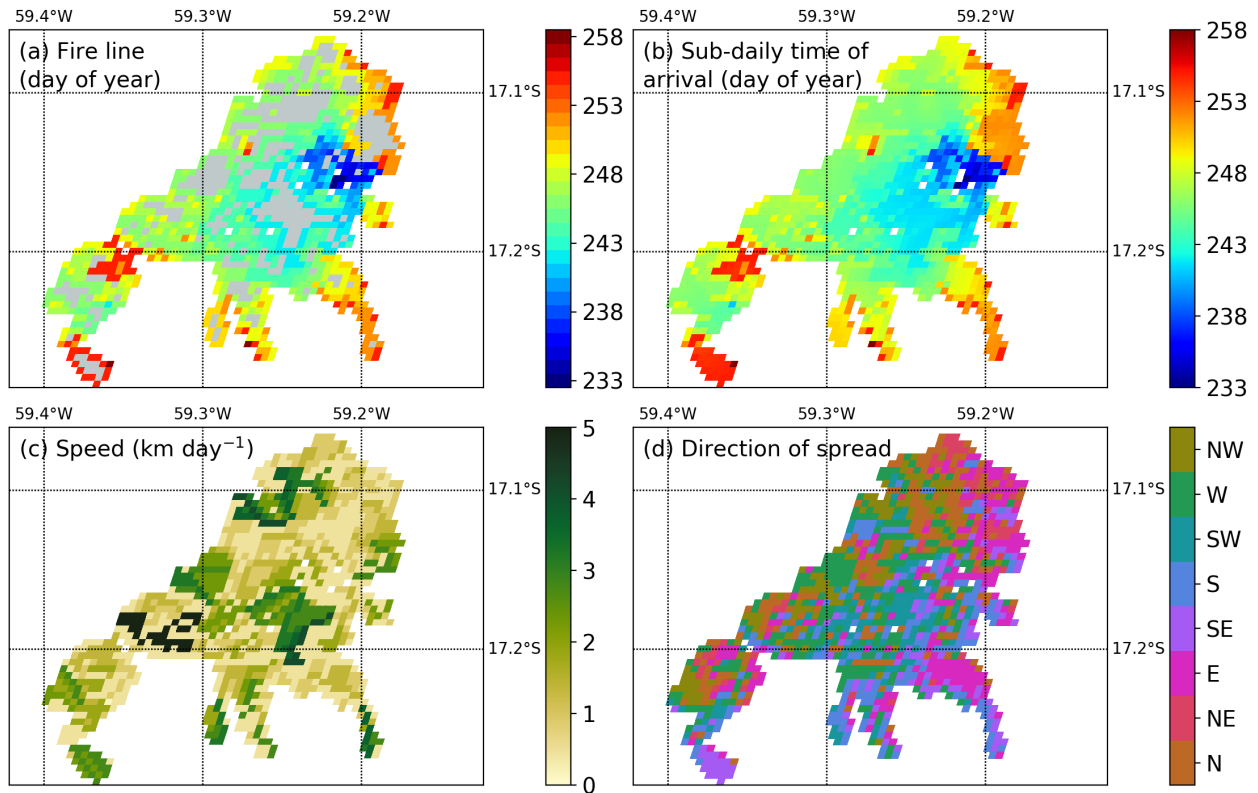 59.4°W 59.3°W 59.2°W
(a) Fire line
(day of year)
17.1°S
17.2°S
258
253
248
243
238
233
59.4°W 59.3°W 59.2°W
(b) Sub-daily time of
arrival (day of year)
17.1°S
17.2°S
258
253
248
243
238
233
59.4°W 59.3°W 59.2°W
(c) Speed (km day⁻¹)
17.1°S
17.2°S
5
4
3
2
1
0
59.4°W 59.3°W 59.2°W
(d) Direction of spread
17.1°S
17.2°S
NW
W
SW
S
SE
E
NE
N